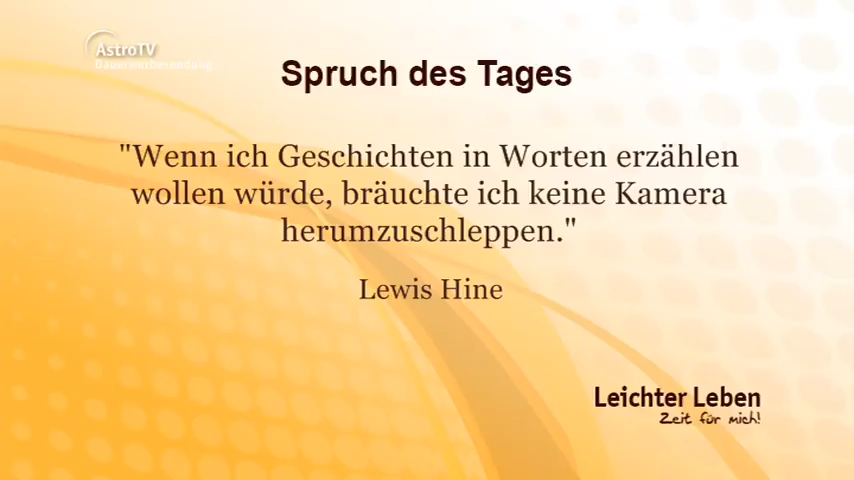 AstroTV
Dauerwerbesendung
Spruch des Tages
"Wenn ich Geschichten in Worten erzählen
wollen würde, bräuchte ich keine Kamera
herumzuschleppen."
Lewis Hine
Leichter Leben
Zeit für mich!